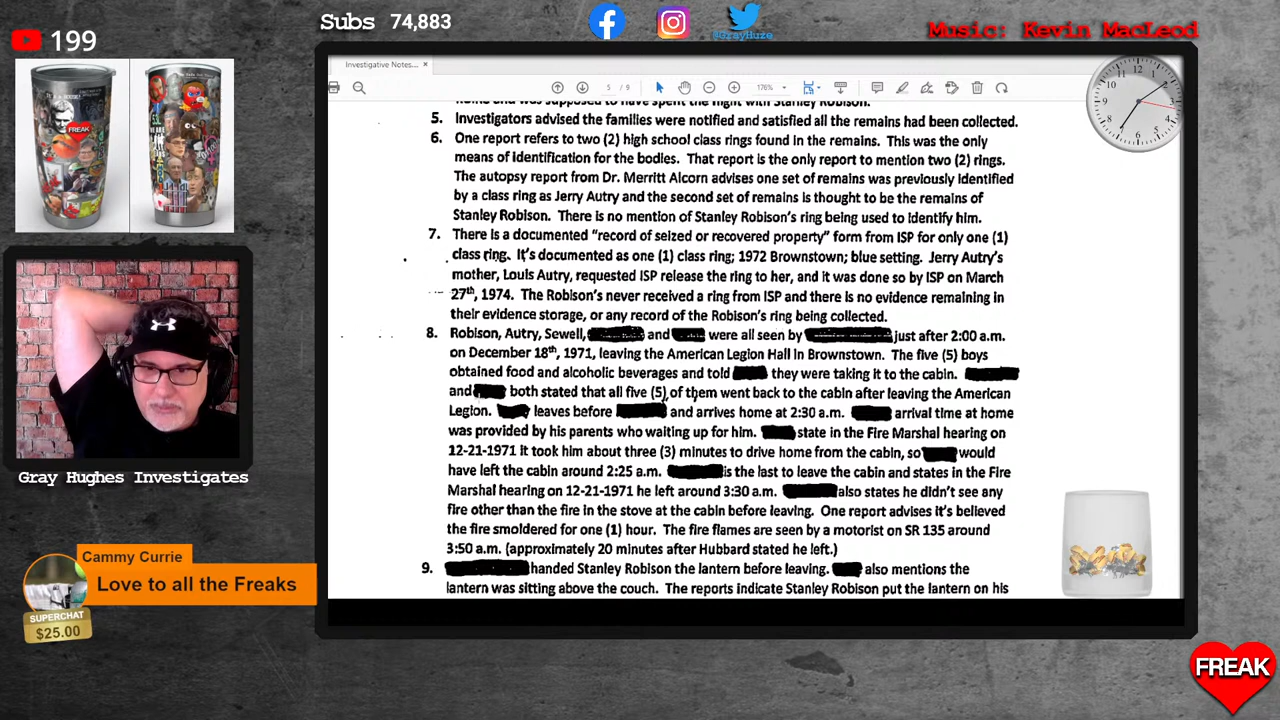 199
Subs 74,883
@GrayHuze
Music: Kevin MacLeod
FREAK
Investigative Notes...
5 / 9
176%
5. Investigators advised the families were notified and satisfied all the remains had been collected.
6. One report refers to two (2) high school class rings found in the remains. This was the only
means of identification for the bodies. That report is the only report to mention two (2) rings.
The autopsy report from Dr. Merritt Alcorn advises one set of remains was previously identified
by a class ring as Jerry Autry and the second set of remains is thought to be the remains of
Stanley Robison. There is no mention of Stanley Robison's ring being used to identify him.
7. There is a documented “record of seized or recovered property” form from ISP for only one (1)
class ring. It's documented as one (1) class ring; 1972 Brownstown; blue setting. Jerry Autry's
mother, Louis Autry, requested ISP release the ring to her, and it was done so by ISP on March
27th, 1974. The Robison's never received a ring from ISP and there is no evidence remaining in
their evidence storage, or any record of the Robison's ring being collected.
8. Robison, Autry, Sewell, and were all seen by just after 2:00 a.m.
on December 18th, 1971, leaving the American Legion Hall in Brownstown. The five (5) boys
obtained food and alcoholic beverages and told they were taking it to the cabin.
and both stated that all five (5) of them went back to the cabin after leaving the American
Legion. leaves before and arrives home at 2:30 a.m. arrival time at home
was provided by his parents who waiting up for him. state in the Fire Marshal hearing on
12-21-1971 it took him about three (3) minutes to drive home from the cabin, so would
have left the cabin around 2:25 a.m. is the last to leave the cabin and states in the Fire
Marshal hearing on 12-21-1971 he left around 3:30 a.m. also states he didn't see any
fire other than the fire in the stove at the cabin before leaving. One report advises it's believed
the fire smoldered for one (1) hour. The fire flames are seen by a motorist on SR 135 around
3:50 a.m. (approximately 20 minutes after Hubbard stated he left.)
9. handed Stanley Robison the lantern before leaving. also mentions the
lantern was sitting above the couch. The reports indicate Stanley Robison put the lantern on his
Gray Hughes Investigates
Cammy Currie
Love to all the Freaks
SUPERCHAT
$25.00
FREAK